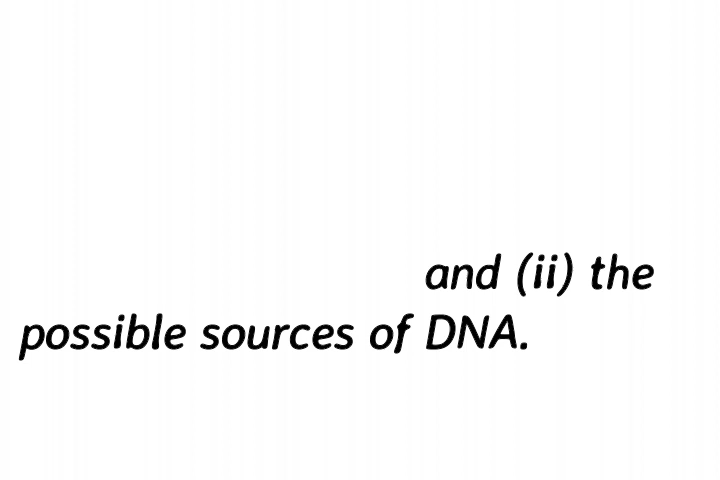 and (ii) the
possible sources of DNA.